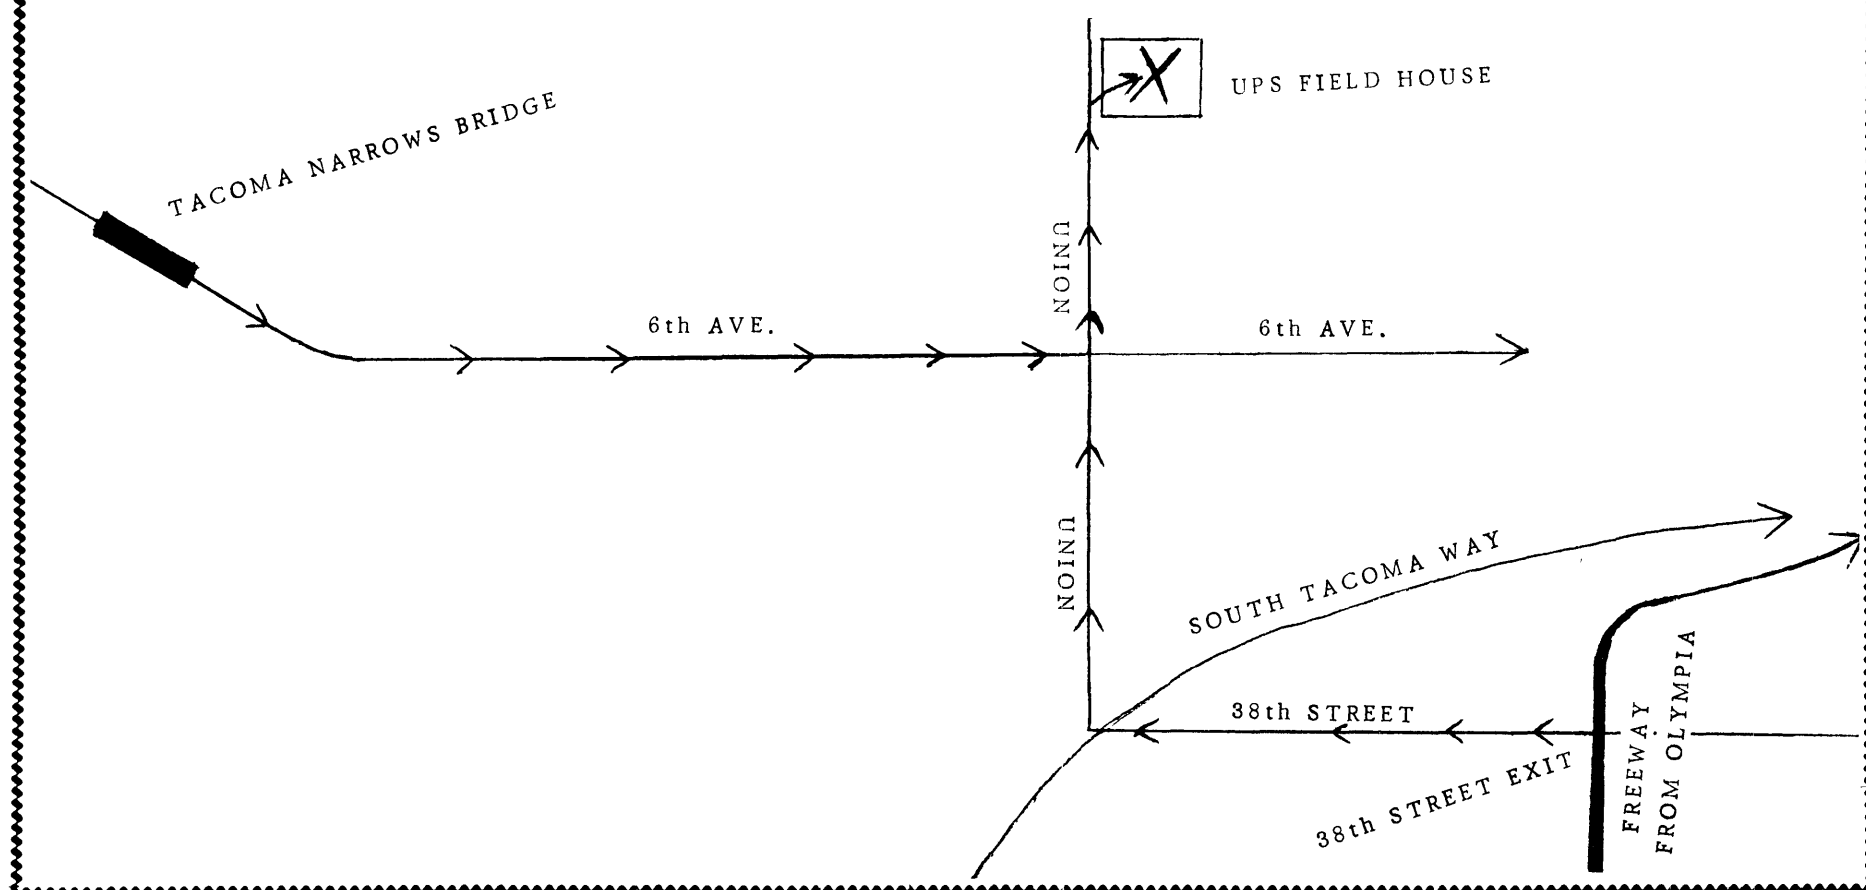 UPS FIELD HOUSE
TACOMA NARROWS BRIDGE
UNION
6th AVE.
6th AVE.
UNION
SOUTH TACOMA WAY
38th STREET
38th STREET EXIT
FREEWAY
FROM OLYMPIA